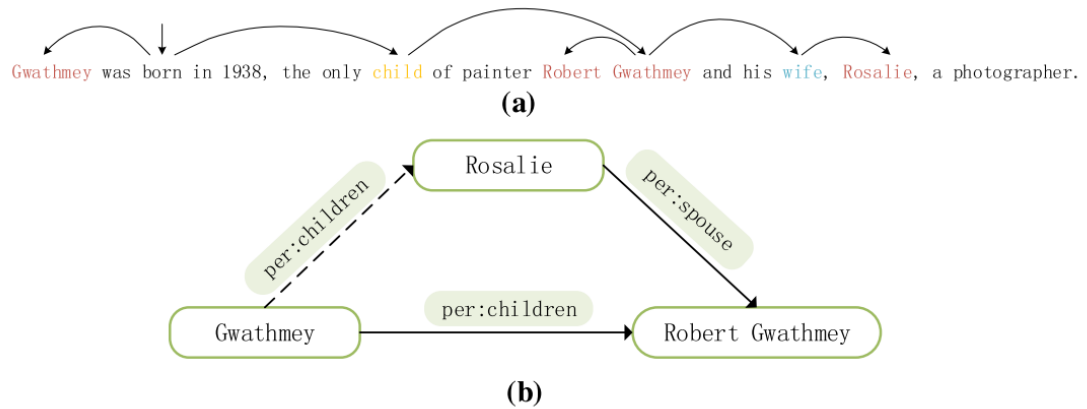 Gwathmey was born in 1938, the only child of painter Robert Gwathmey and his wife, Rosalie, a photographer.
(a)
Rosalie
per:children
per:spouse
per:children
Gwathmey
Robert Gwathmey
(b)